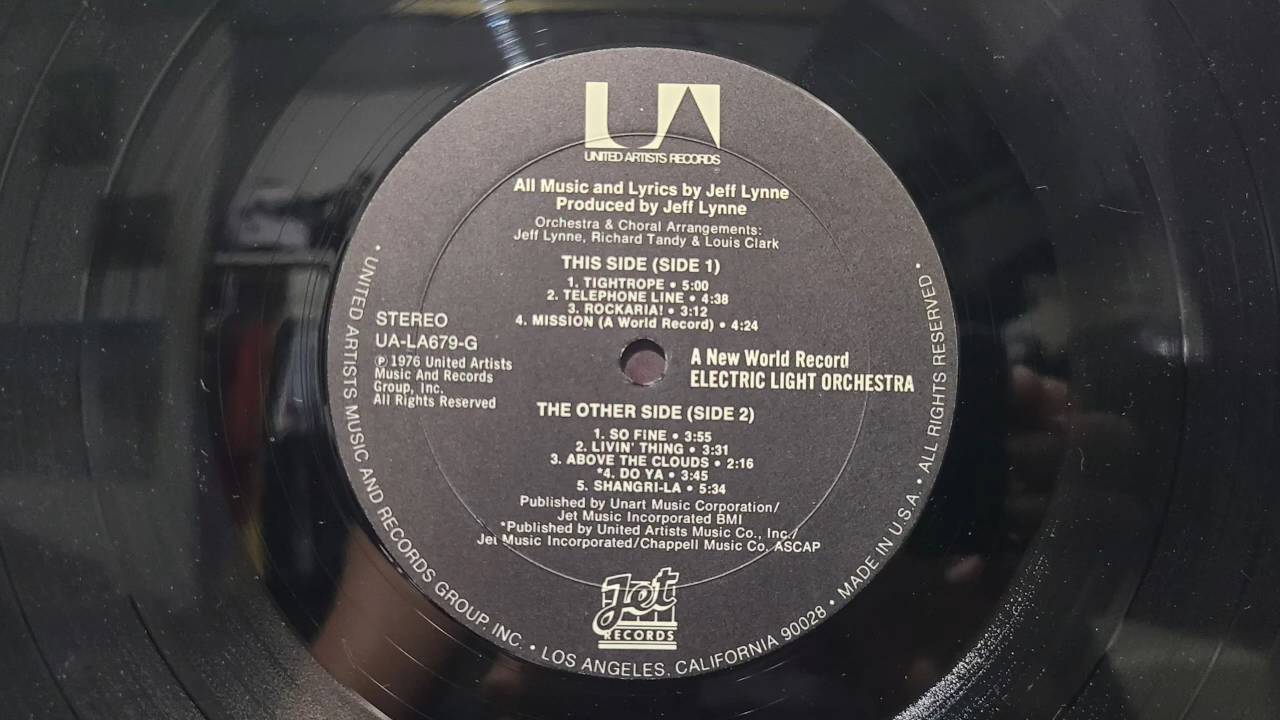 UA
UNITED ARTISTS RECORDS
All Music and Lyrics by Jeff Lynne
Produced by Jeff Lynne
Orchestra & Choral Arrangements:
Jeff Lynne, Richard Tandy & Louis Clark
THIS SIDE (SIDE 1)
1. TIGHTROPE • 5:00
2. TELEPHONE LINE • 4:38
3. ROCKARIA! • 3:12
4. MISSION (A World Record) • 4:24
STEREO
UA-LA679-G
℗ 1976 United Artists
Music And Records
Group, Inc.
All Rights Reserved
A New World Record
ELECTRIC LIGHT ORCHESTRA
THE OTHER SIDE (SIDE 2)
1. SO FINE • 3:55
2. LIVIN' THING • 3:31
3. ABOVE THE CLOUDS • 2:16
*4. DO YA • 3:45
5. SHANGRI-LA • 5:34
Published by Unart Music Corporation/
Jet Music Incorporated BMI
*Published by United Artists Music Co., Inc./
Jet Music Incorporated/Chappell Music Co. ASCAP
Jet
RECORDS
• UNITED ARTISTS MUSIC AND RECORDS GROUP, INC. • LOS ANGELES, CALIFORNIA 90028 • MADE IN U.S.A. • ALL RIGHTS RESERVED •